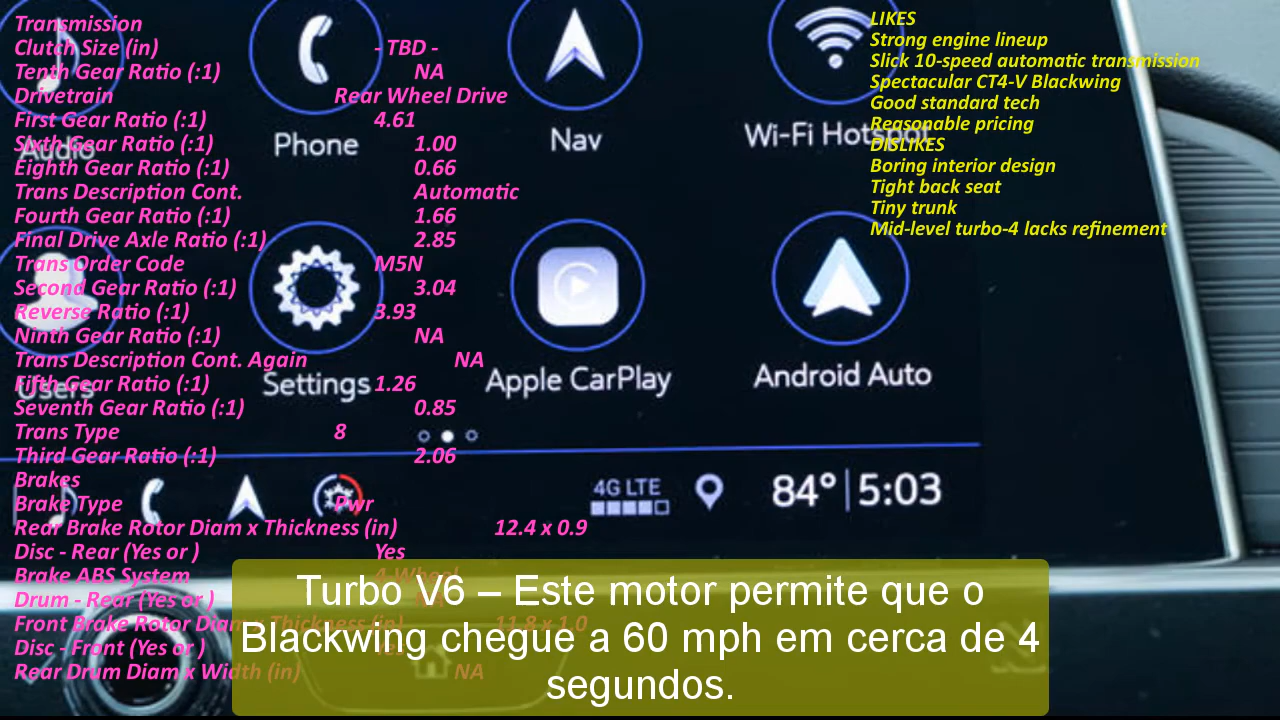 Transmission
Clutch Size (in) - TBD -
Tenth Gear Ratio (:1) NA
Drivetrain Rear Wheel Drive
First Gear Ratio (:1) 4.61
Sixth Gear Ratio (:1) 1.00
Eighth Gear Ratio (:1) 0.66
Trans Description Cont. Automatic
Fourth Gear Ratio (:1) 1.66
Final Drive Axle Ratio (:1) 2.85
Trans Order Code M5N
Second Gear Ratio (:1) 3.04
Reverse Ratio (:1) 3.93
Ninth Gear Ratio (:1) NA
Trans Description Cont. Again NA
Fifth Gear Ratio (:1) 1.26
Seventh Gear Ratio (:1) 0.85
Trans Type 8
Third Gear Ratio (:1) 2.06
Brakes
Brake Type Pwr
Rear Brake Rotor Diam x Thickness (in) 12.4 x 0.9
Disc - Rear (Yes or ) Yes
Brake ABS System 4-Wheel
Drum - Rear (Yes or ) NA
Front Brake Rotor Diam x Thickness (in) 11.8 x 1.0
Disc - Front (Yes or ) Yes
Rear Drum Diam x Width (in) NA
LIKES
Strong engine lineup
Slick 10-speed automatic transmission
Spectacular CT4-V Blackwing
Good standard tech
Reasonable pricing
DISLIKES
Boring interior design
Tight back seat
Tiny trunk
Mid-level turbo-4 lacks refinement
Audio Phone Nav Wi-Fi Hotspot
Users Settings Apple CarPlay Android Auto
4G LTE 84° 5:03
Turbo V6 – Este motor permite que o
Blackwing chegue a 60 mph em cerca de 4
segundos.